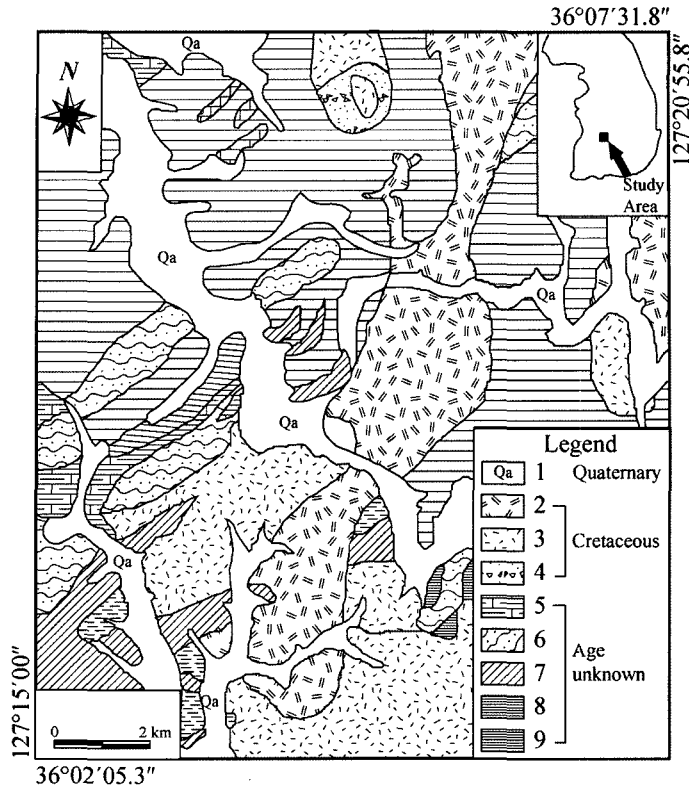 36°07′31.8″
127°20′55.8″
Qa
N
Study
Area
Qa
Qa
Qa
Qa
Qa
Legend
Qa 1 Quaternary
2
3 Cretaceous
4
5
6 Age
7 unknown
8
9
127°15′00″
0 2 km
36°02′05.3″